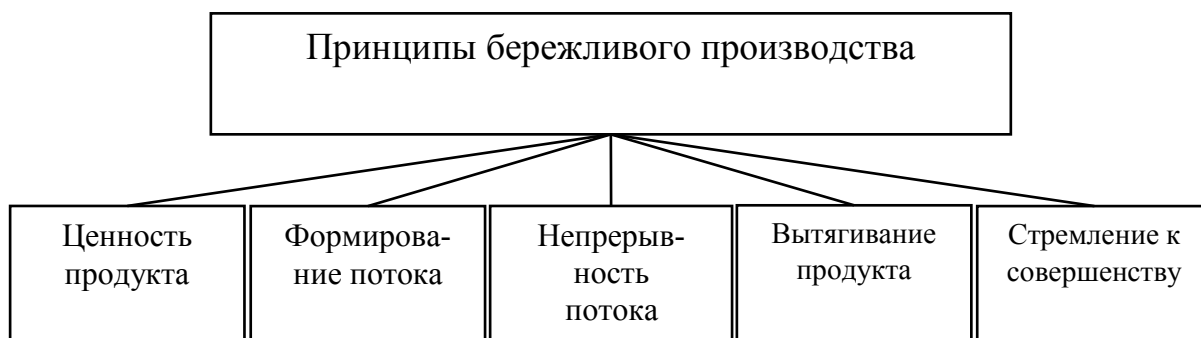 Принципы бережливого производства
Ценность
продукта
Формирова-
ние потока
Непрерыв-
ность
потока
Вытягивание
продукта
Стремление к
совершенству